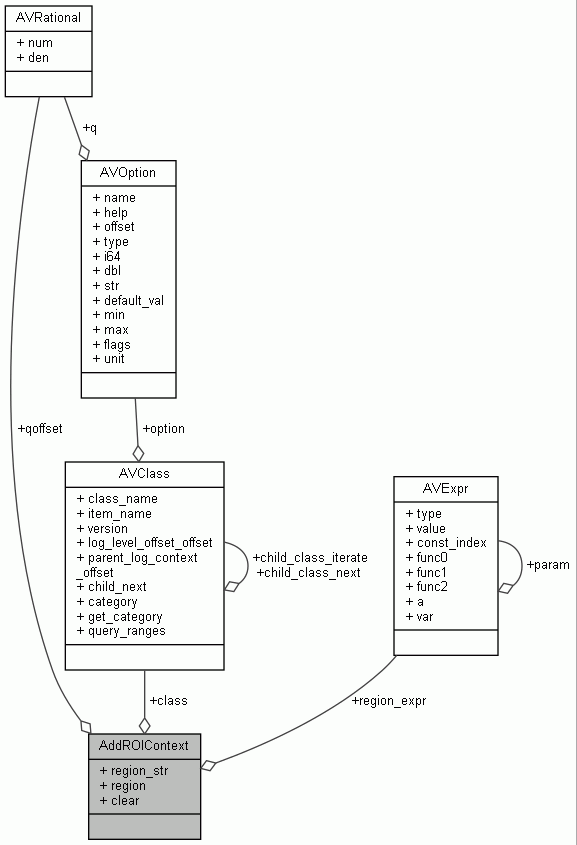 AVRational
+ num
+ den
+q
AVOption
+ name
+ help
+ offset
+ type
+ i64
+ dbl
+ str
+ default_val
+ min
+ max
+ flags
+ unit
+qoffset
+option
AVClass
+ class_name
+ item_name
+ version
+ log_level_offset_offset
+ parent_log_context
_offset
+ child_next
+ category
+ get_category
+ query_ranges
+child_class_iterate
+child_class_next
AVExpr
+ type
+ value
+ const_index
+ func0
+ func1
+ func2
+ a
+ var
+param
+class
+region_expr
AddROIContext
+ region_str
+ region
+ clear